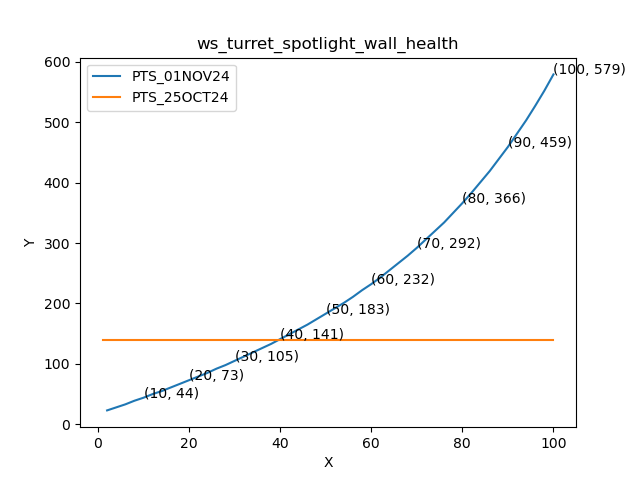 ws_turret_spotlight_wall_health
PTS_01NOV24
PTS_25OCT24
600
500
400
300
200
100
0
Y
(100, 579)
(90, 459)
(80, 366)
(70, 292)
(60, 232)
(50, 183)
(40, 141)
(30, 105)
(20, 73)
(10, 44)
0 20 40 60 80 100
X